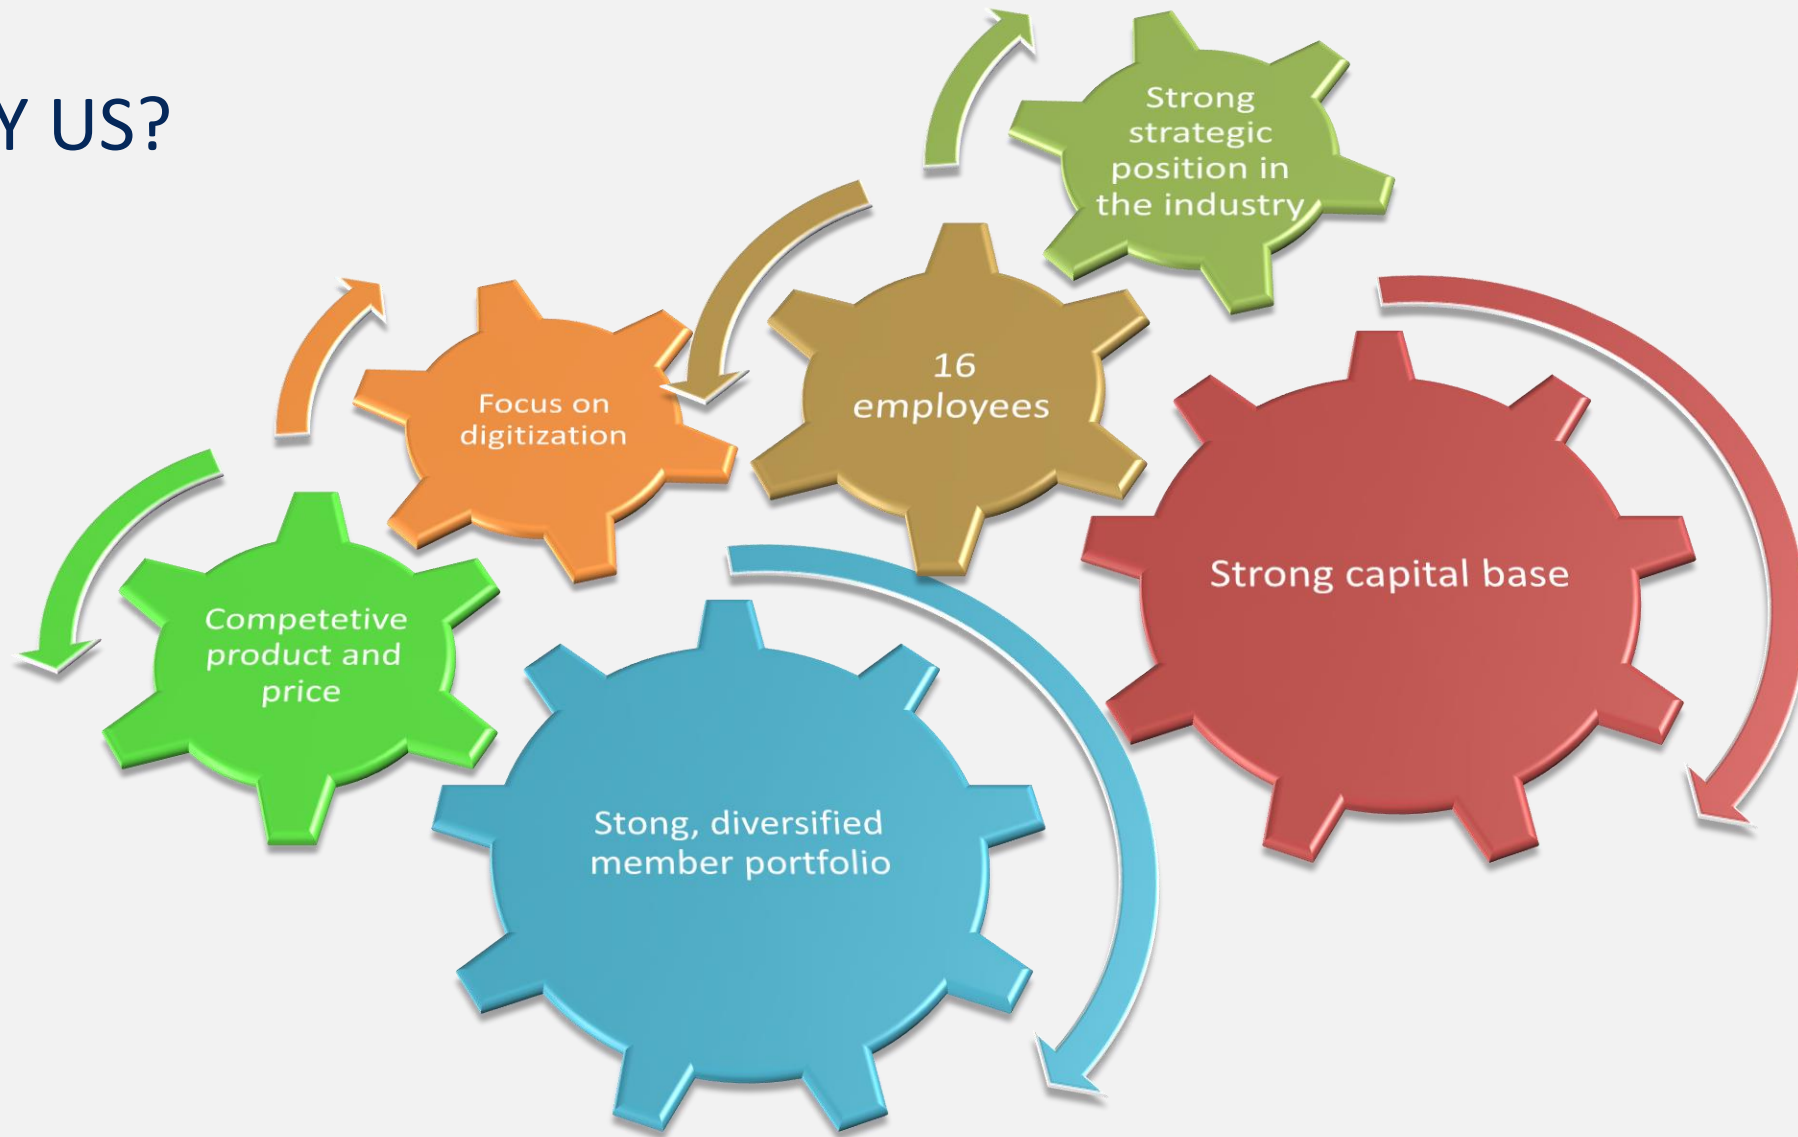 Y US?
Strong
strategic
position in
the industry
16
employees
Focus on
digitization
Strong capital base
Competetive
product and
price
Stong, diversified
member portfolio